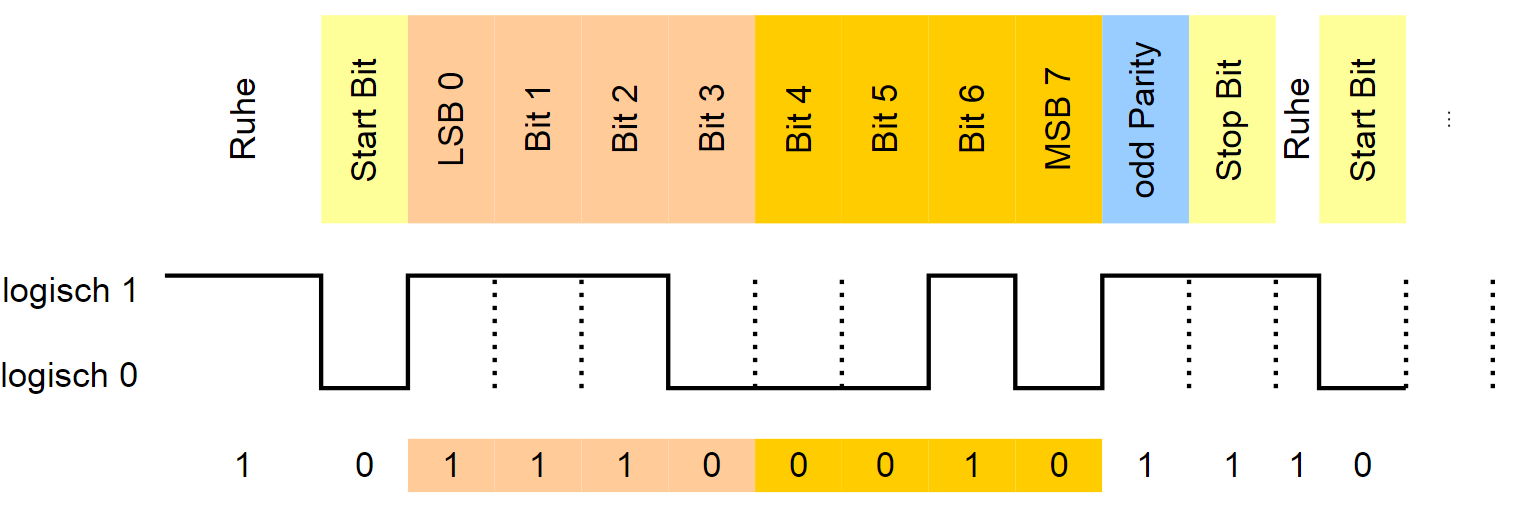 Ruhe
Start Bit
LSB 0
Bit 1
Bit 2
Bit 3
Bit 4
Bit 5
Bit 6
MSB 7
odd Parity
Stop Bit
Ruhe
Start Bit
...
logisch 1
logisch 0
1 0 1 1 1 0 0 0 1 0 1 1 1 0